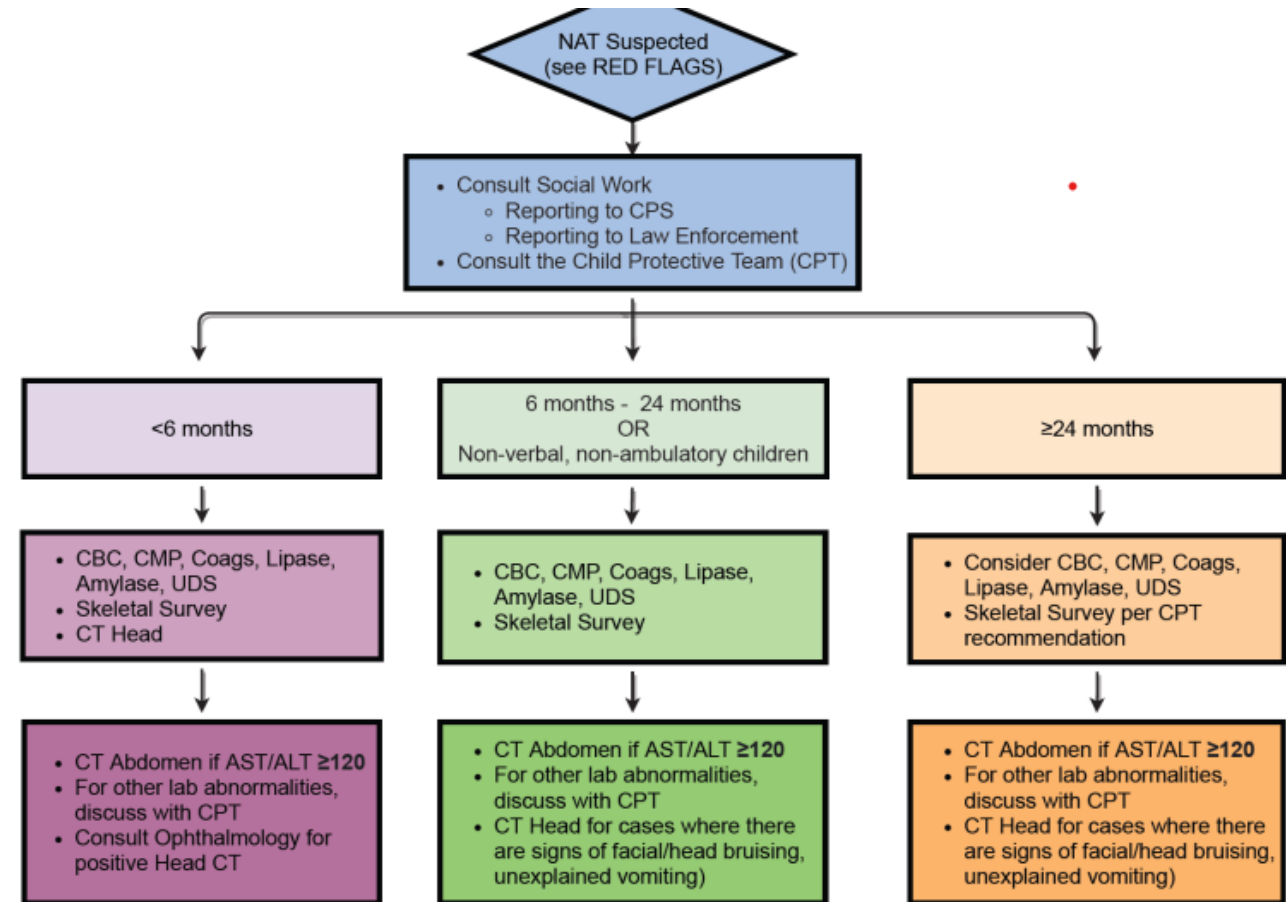 NAT Suspected
(see RED FLAGS)
• Consult Social Work
◦ Reporting to CPS
◦ Reporting to Law Enforcement
• Consult the Child Protective Team (CPT)
<6 months
6 months - 24 months
OR
Non-verbal, non-ambulatory children
≥24 months
• CBC, CMP, Coags, Lipase,
Amylase, UDS
• Skeletal Survey
• CT Head
• CBC, CMP, Coags, Lipase,
Amylase, UDS
• Skeletal Survey
• Consider CBC, CMP, Coags,
Lipase, Amylase, UDS
• Skeletal Survey per CPT
recommendation
• CT Abdomen if AST/ALT ≥120
• For other lab abnormalities,
discuss with CPT
• Consult Ophthalmology for
positive Head CT
• CT Abdomen if AST/ALT ≥120
• For other lab abnormalities,
discuss with CPT
• CT Head for cases where there
are signs of facial/head bruising,
unexplained vomiting)
• CT Abdomen if AST/ALT ≥120
• For other lab abnormalities,
discuss with CPT
• CT Head for cases where there
are signs of facial/head bruising,
unexplained vomiting)